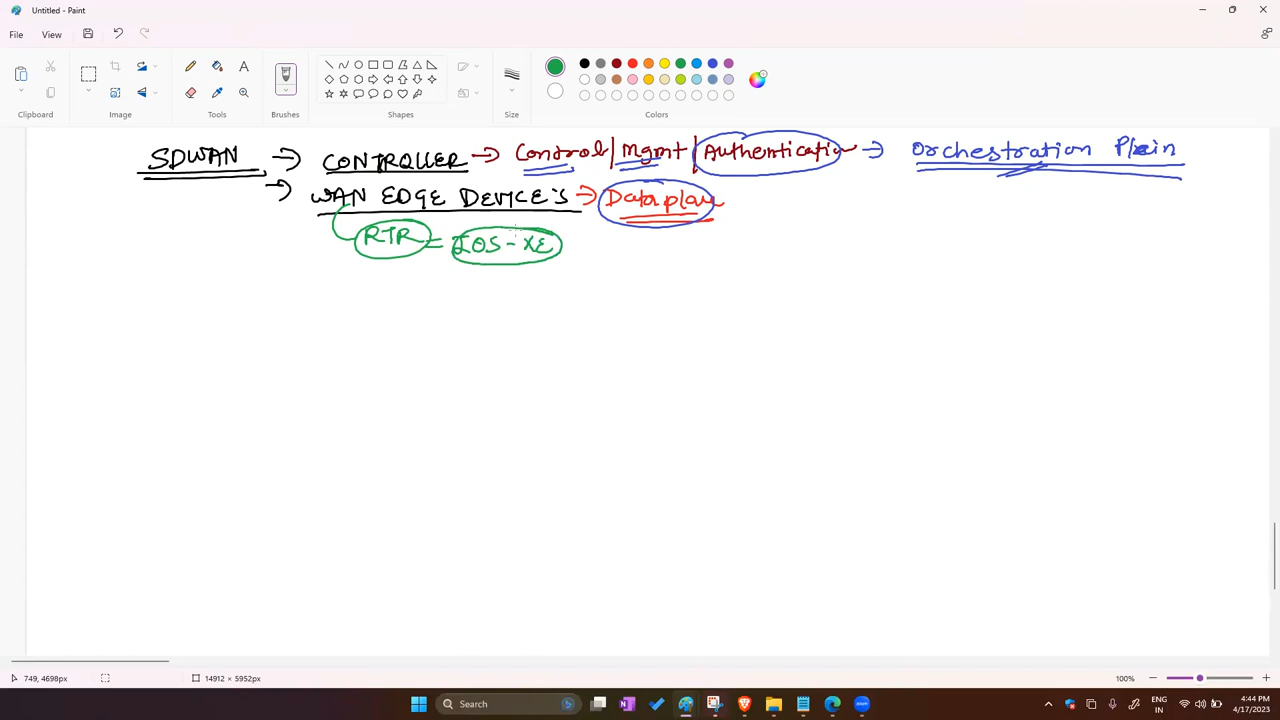 Untitled - Paint
File View
Clipboard Image Tools Brushes Shapes Size Colors
SDWAN → CONTROLLER → Control | Mgmt | Authentication → Orchestration Plain
→ WAN EDGE DEVICE'S → Data plane
RTR = IOS-XE
749, 4698px 14912 × 5952px 100%
Search ENG IN 4:44 PM 4/17/2023